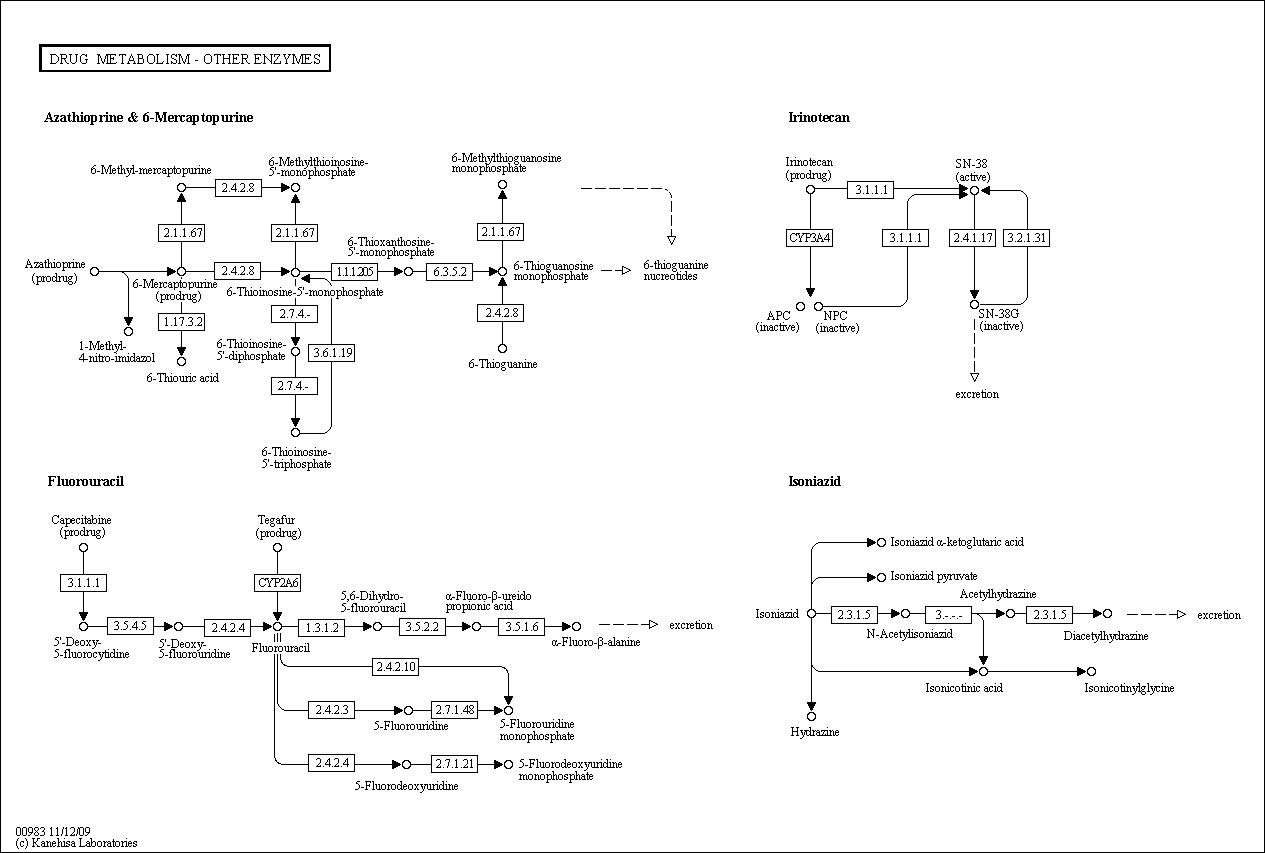 DRUG METABOLISM - OTHER ENZYMES
Azathioprine & 6-Mercaptopurine
6-Methyl-mercaptopurine
6-Methylthioinosine-
5'-monophosphate
6-Methylthioguanosine
monophosphate
2.4.2.8
2.1.1.67
2.1.1.67
2.1.1.67
6-Thioxanthosine-
5'-monophosphate
Azathioprine
(prodrug)
2.4.2.8
1.1.1.205
6.3.5.2
6-Thioguanosine
monophosphate
6-thioguanine
nucreotides
6-Mercaptopurine
(prodrug)
6-Thioinosine-5'-monophosphate
1.17.3.2
2.7.4.-
2.4.2.8
1-Methyl-
4-nitro-imidazol
6-Thioinosine-
5'-diphosphate
3.6.1.19
6-Thioguanine
6-Thiouric acid
2.7.4.-
6-Thioinosine-
5'-triphosphate
Irinotecan
Irinotecan
(prodrug)
SN-38
(active)
3.1.1.1
CYP3A4
3.1.1.1
2.4.1.17
3.2.1.31
APC
(inactive)
NPC
(inactive)
SN-38G
(inactive)
excretion
Fluorouracil
Capecitabine
(prodrug)
Tegafur
(prodrug)
3.1.1.1
CYP2A6
5,6-Dihydro-
5-fluorouracil
α-Fluoro-β-ureido
propionic acid
3.5.4.5
2.4.2.4
1.3.1.2
3.5.2.2
3.5.1.6
excretion
5'-Deoxy-
5-fluorocytidine
5'-Deoxy-
5-fluorouridine
Fluorouracil
α-Fluoro-β-alanine
2.4.2.10
2.4.2.3
2.7.1.48
5-Fluorouridine
5-Fluorouridine
monophosphate
2.4.2.4
2.7.1.21
5-Fluorodeoxyuridine
monophosphate
5-Fluorodeoxyuridine
Isoniazid
Isoniazid α-ketoglutaric acid
Isoniazid pyruvate
Acetylhydrazine
Isoniazid
2.3.1.5
3.-.-.-
2.3.1.5
excretion
N-Acetylisoniazid
Diacetylhydrazine
Isonicotinic acid
Isonicotinylglycine
Hydrazine
00983 11/12/09
(c) Kanehisa Laboratories